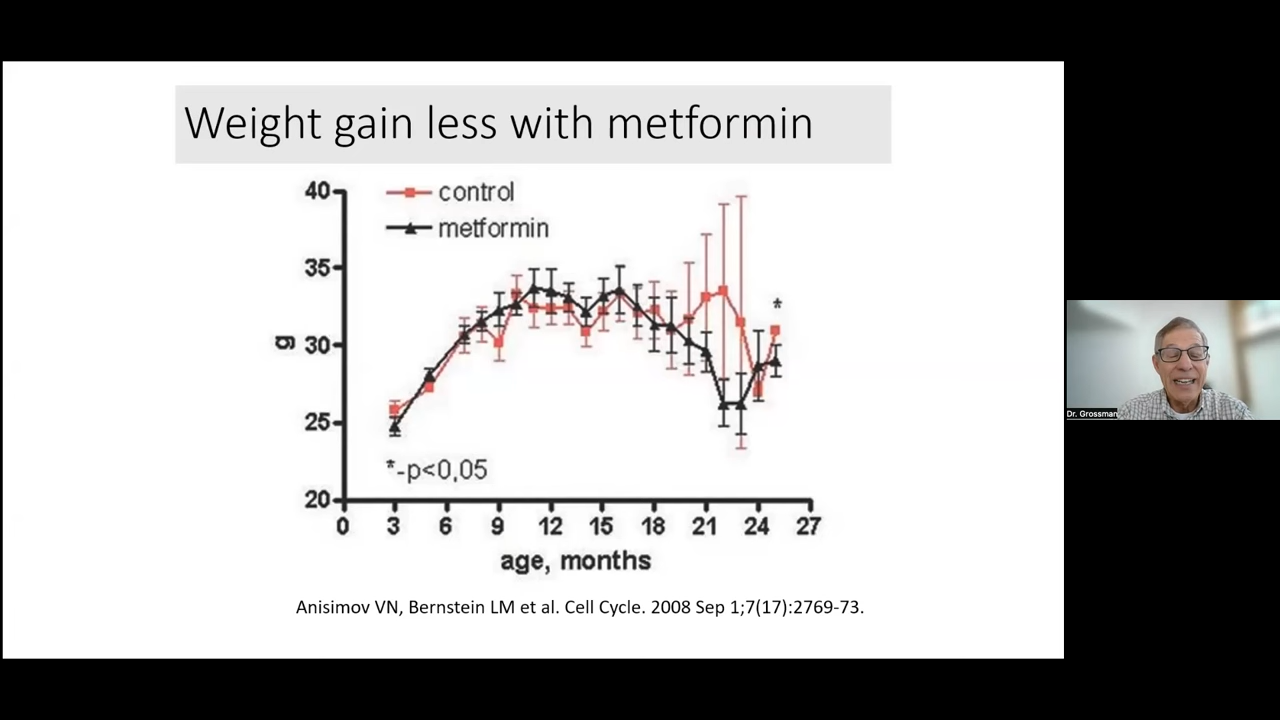 Weight gain less with metformin
40
control
metformin
35
30
g
25
*
*-p<0,05
20
0 3 6 9 12 15 18 21 24 27
age, months
Anisimov VN, Bernstein LM et al. Cell Cycle. 2008 Sep 1;7(17):2769-73.
Dr. Grossman